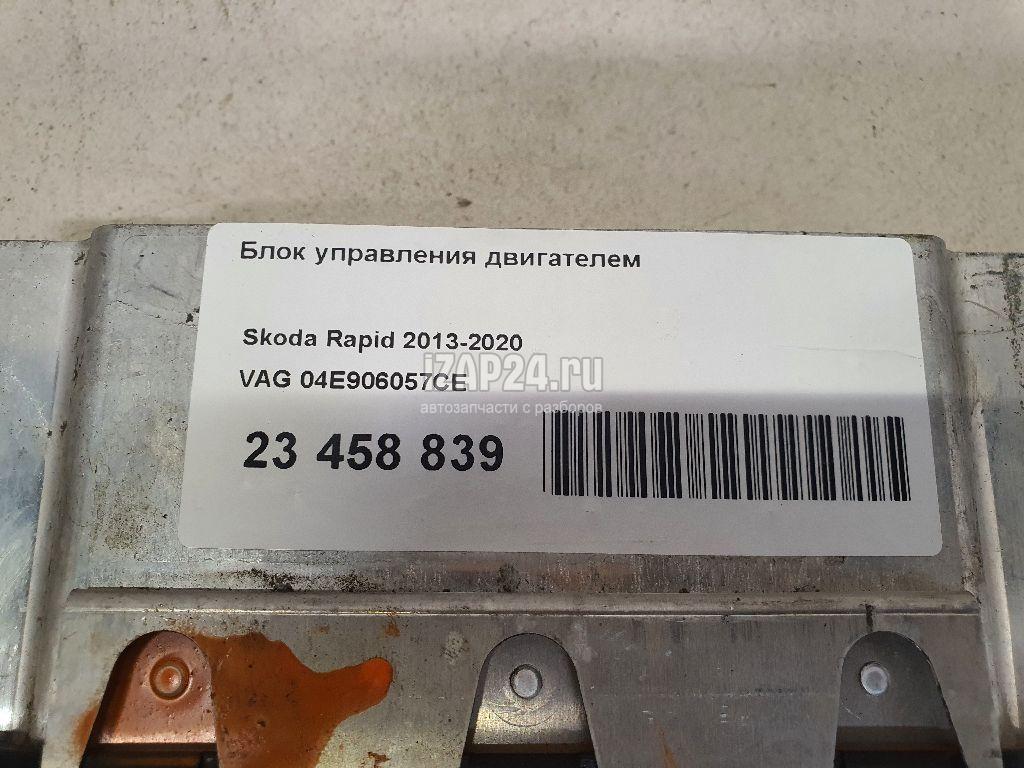 Блок управления двигателем
Skoda Rapid 2013-2020
iZAP24.ru
VAG 04E906057CE
автозапчасти с разборов
23 458 839